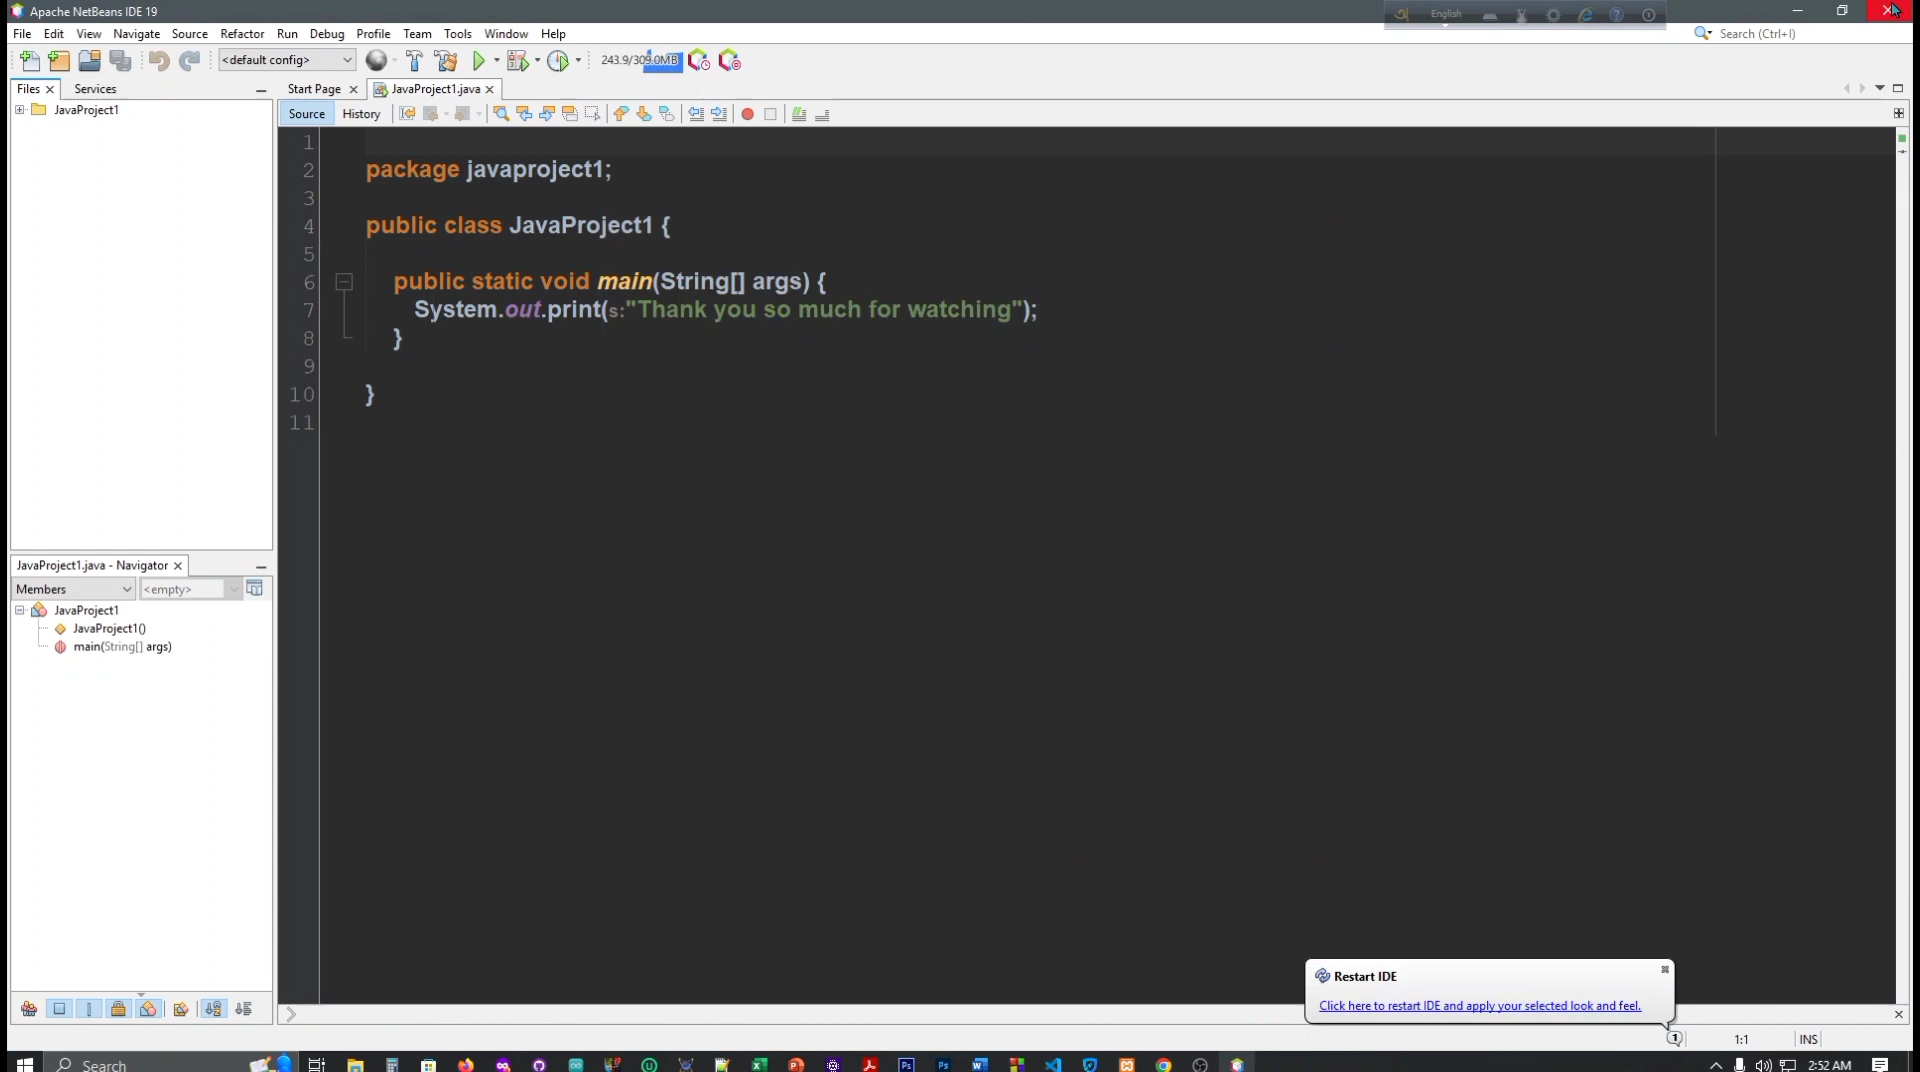 Apache NetBeans IDE 19
English
File Edit View Navigate Source Refactor Run Debug Profile Team Tools Window Help
Search (Ctrl+I)
<default config>
243.9/309.0MB
Files
Services
Start Page
JavaProject1.java
JavaProject1
Source
History
1
2 package javaproject1;
3
4 public class JavaProject1 {
5
6 public static void main(String[] args) {
7 System.out.print(s:"Thank you so much for watching");
8 }
9
10 }
11
JavaProject1.java - Navigator
Members
<empty>
JavaProject1
JavaProject1()
main(String[] args)
Restart IDE
Click here to restart IDE and apply your selected look and feel.
1
1:1
INS
Search
2:52 AM